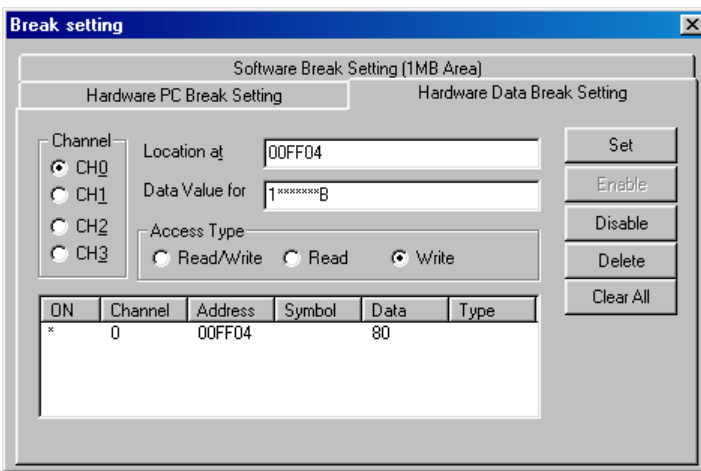 Break setting
Software Break Setting (1MB Area)
Hardware PC Break Setting
Hardware Data Break Setting
Channel
CH0
CH1
CH2
CH3
Location at
00FF04
Data Value for
1*******B
Access Type
Read/Write
Read
Write
Set
Enable
Disable
Delete
Clear All
ON Channel Address Symbol Data Type
* 0 00FF04 80